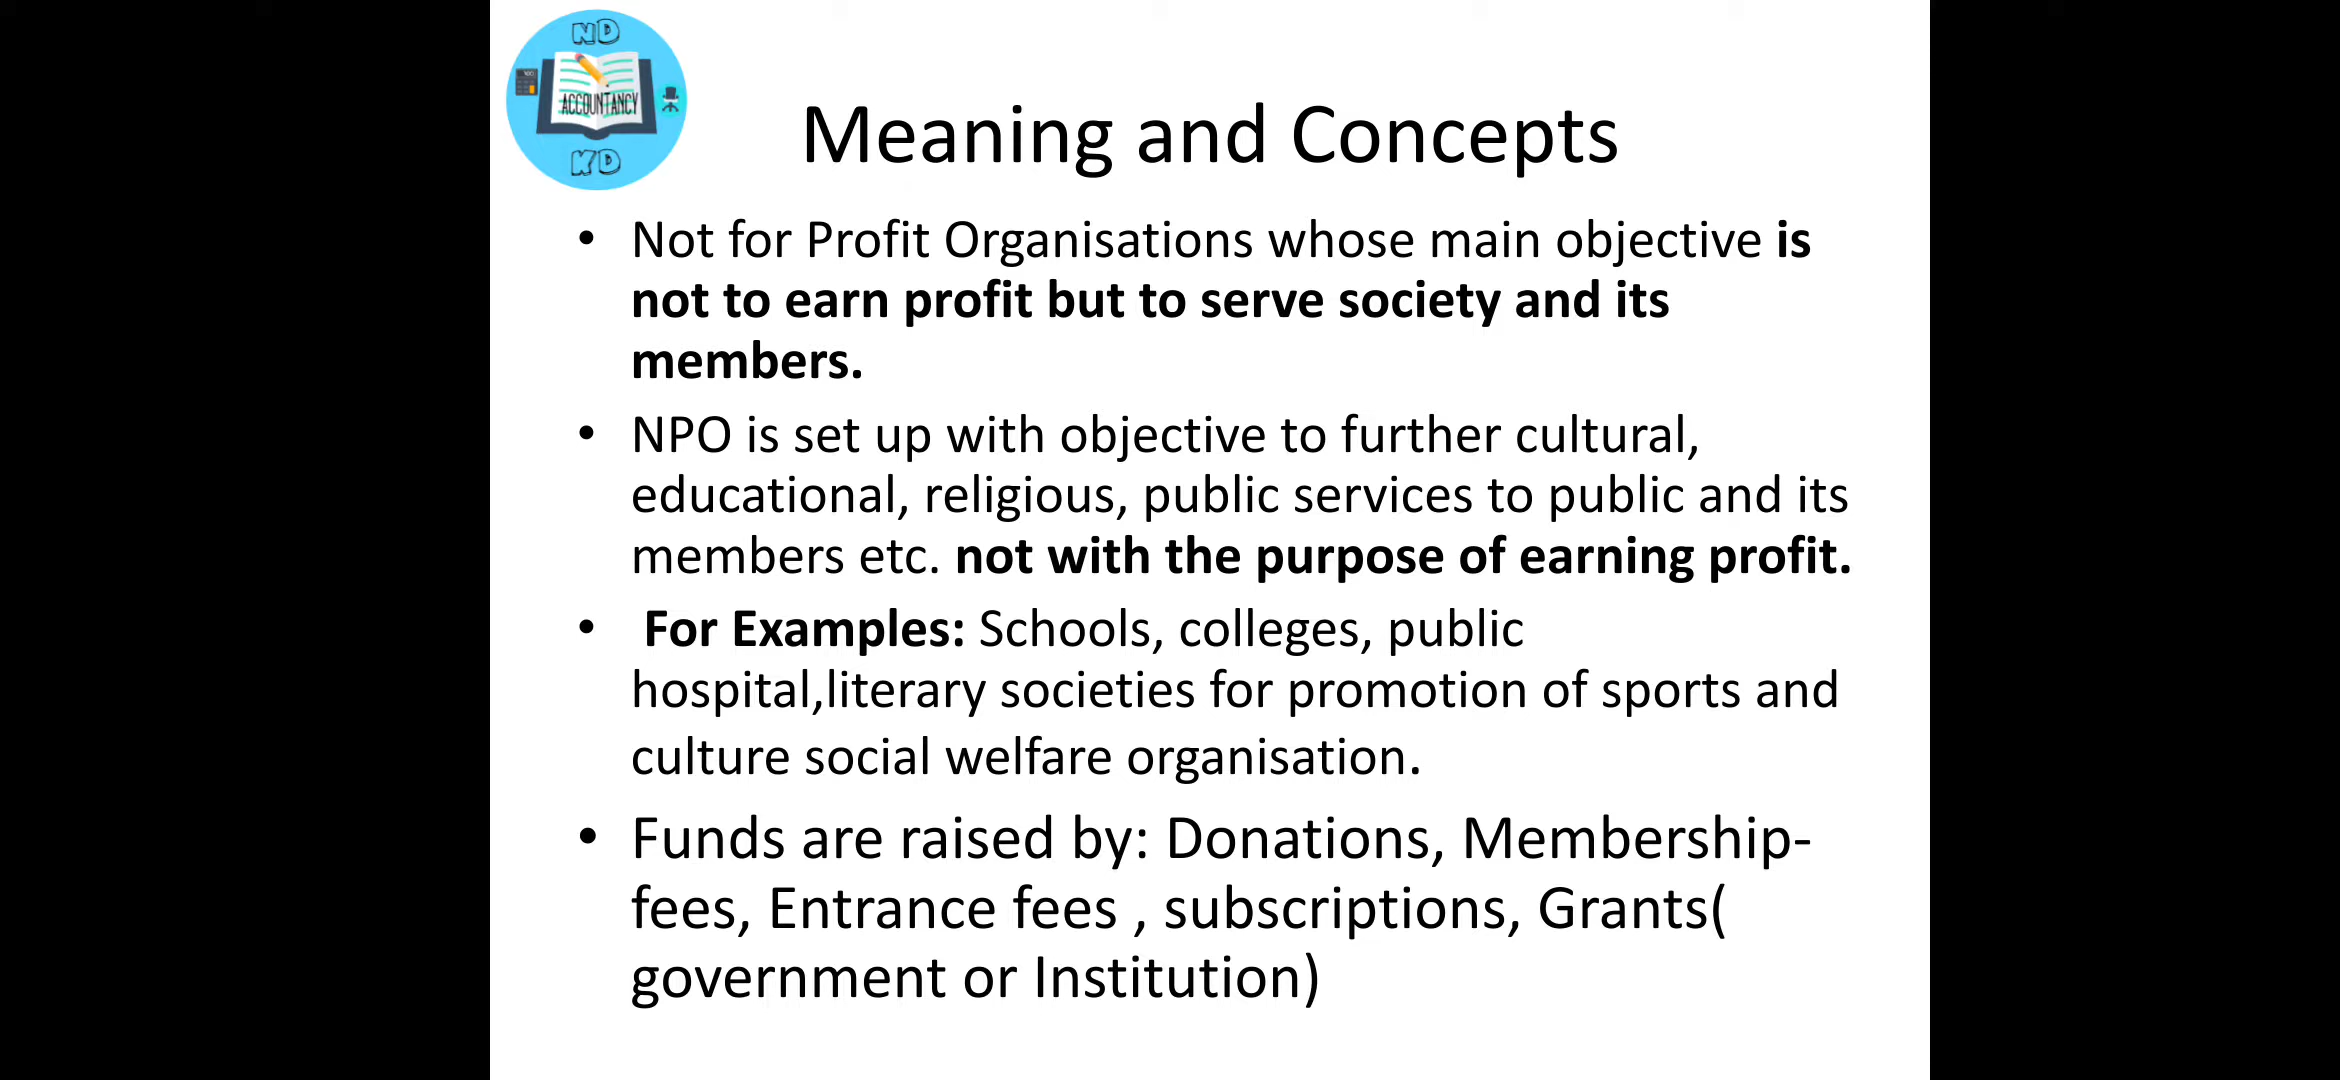 ND
ACCOUNTANCY
KD
Meaning and Concepts
• Not for Profit Organisations whose main objective is
not to earn profit but to serve society and its
members.
• NPO is set up with objective to further cultural,
educational, religious, public services to public and its
members etc. not with the purpose of earning profit.
• For Examples: Schools, colleges, public
hospital,literary societies for promotion of sports and
culture social welfare organisation.
• Funds are raised by: Donations, Membership-
fees, Entrance fees , subscriptions, Grants(
government or Institution)